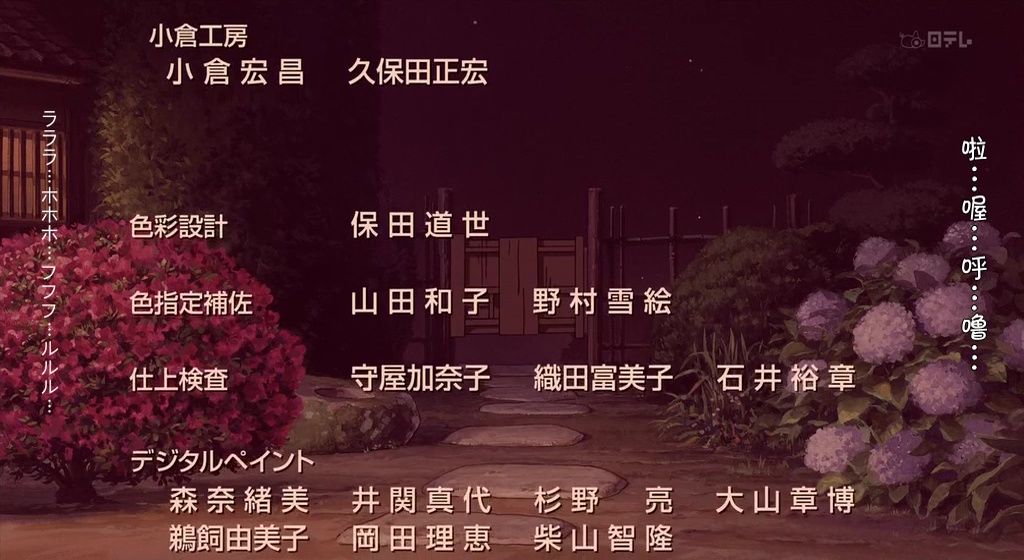 小倉工房
小倉宏昌 久保田正宏
日テレ
色彩設計 保田道世
色指定補佐 山田和子 野村雪絵
仕上検査 守屋加奈子 織田富美子 石井裕章
デジタルペイント
森奈緒美 井関真代 杉野 亮 大山章博
鵜飼由美子 岡田理恵 柴山智隆
ラララ…ホホホ…フフフ…ルルル…
啦…喔…呼…噜…